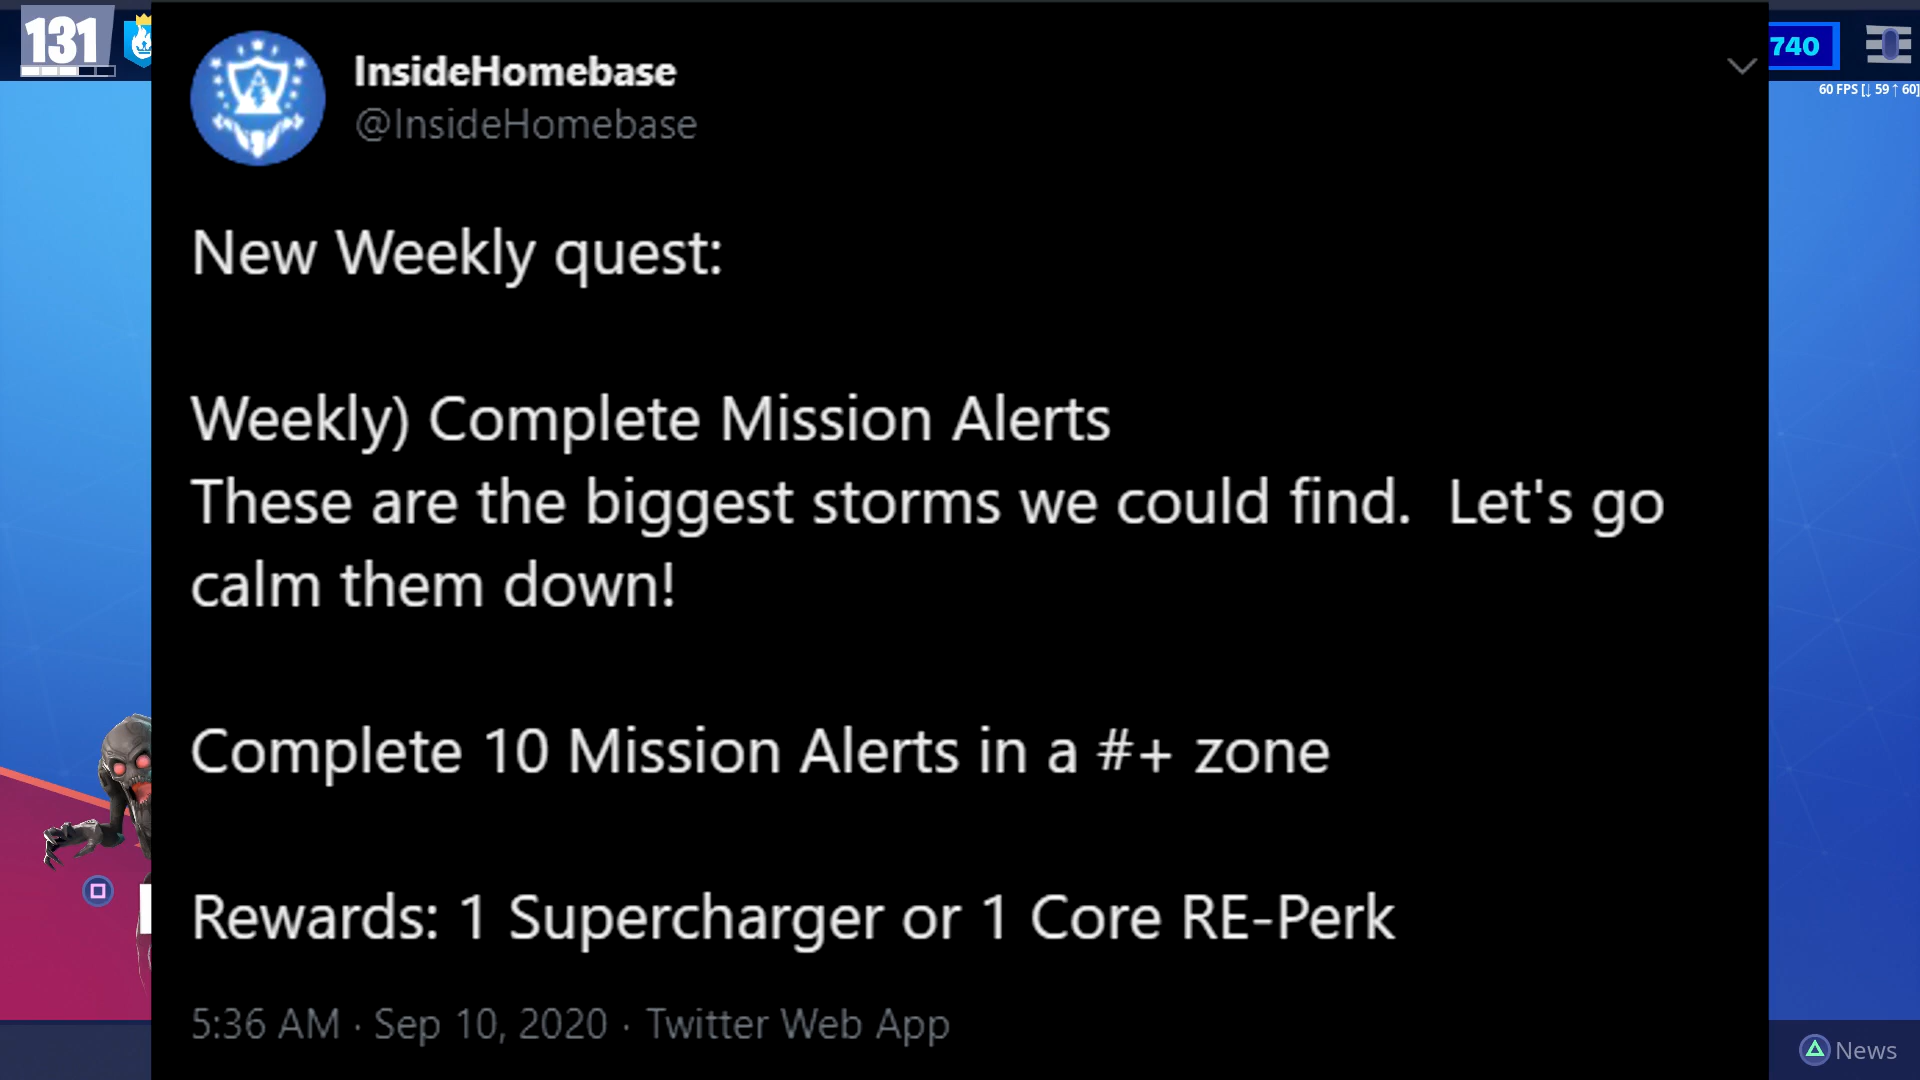 131
740
60 FPS [↓ 59 ↑ 60]
InsideHomebase
@InsideHomebase
New Weekly quest:
Weekly) Complete Mission Alerts
These are the biggest storms we could find.  Let's go
calm them down!
Complete 10 Mission Alerts in a #+ zone
Rewards: 1 Supercharger or 1 Core RE-Perk
5:36 AM · Sep 10, 2020 · Twitter Web App
News